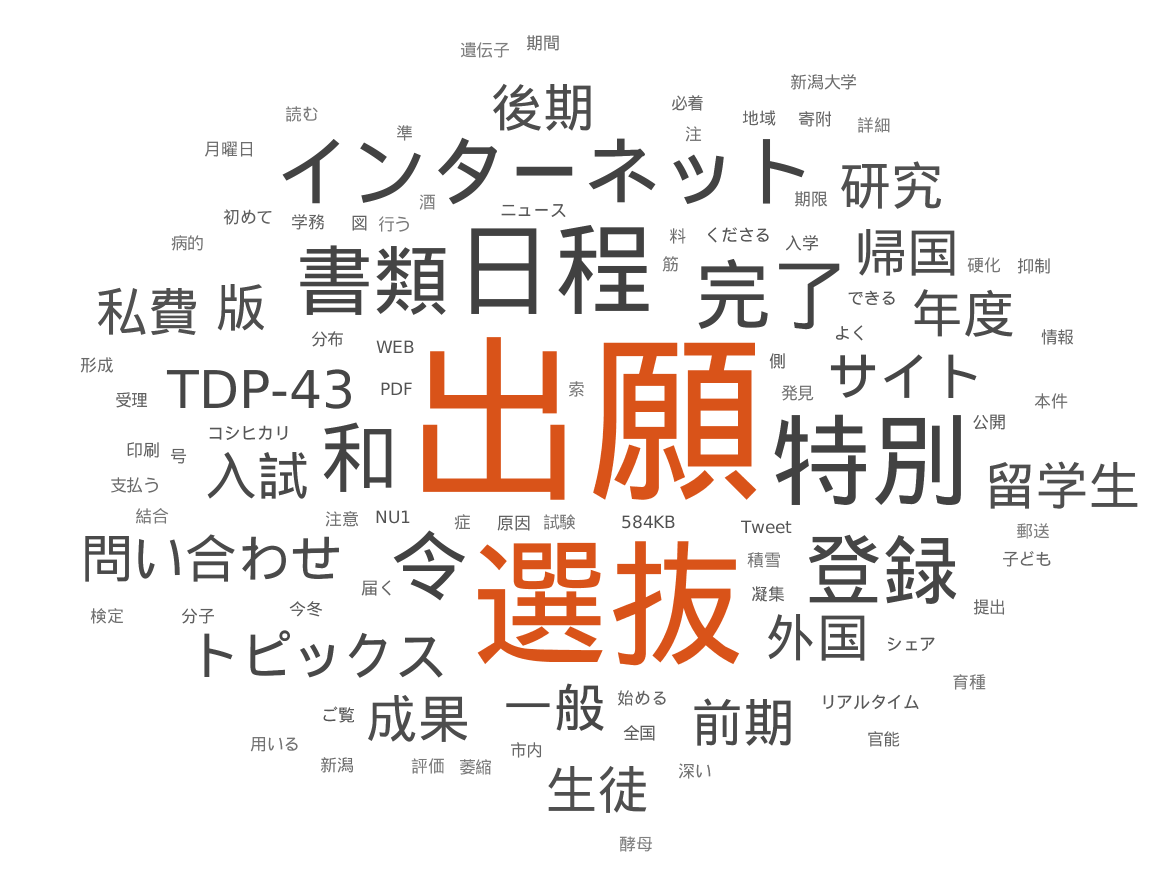 遺伝子 期間
新潟大学
後期 必着
読む 地域 寄附 詳細
準 注
月曜日 インターネット 研究
酒 期限
初めて 学務 図 行う ニュース
病的 料 くださる 入学 帰国
書類 日程 筋 完了 硬化 抑制
私費 版 できる 年度
分布 WEB よく 情報
形成 側 サイト
受理 TDP-43 PDF 出願 索 発見 本件
コシヒカリ 公開
印刷 号 入試 和 特別 留学生
支払う
結合 注意 NU1 症 原因 試験 584KB Tweet 郵送
問い合わせ 令 積雪 登録 子ども
届く 凝集
検定 分子 今冬 選抜 提出
トピックス 外国 シェア
育種
ご覧 成果 一般 始める 前期 リアルタイム
全国 官能
用いる 市内
新潟 評価 萎縮 深い
生徒
酵母